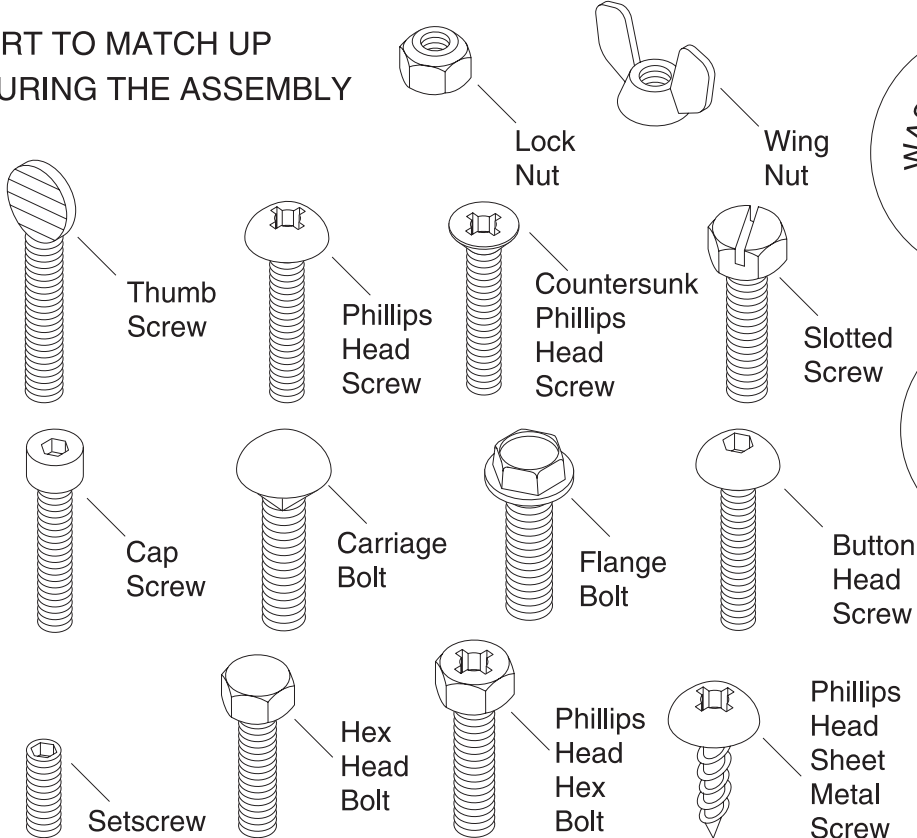 RT TO MATCH UP
URING THE ASSEMBLY
Lock
Nut
Wing
Nut
Thumb
Screw
Phillips
Head
Screw
Countersunk
Phillips
Head
Screw
Slotted
Screw
Cap
Screw
Carriage
Bolt
Flange
Bolt
Button
Head
Screw
Setscrew
Hex
Head
Bolt
Phillips
Head
Hex
Bolt
Phillips
Head
Sheet
Metal
Screw